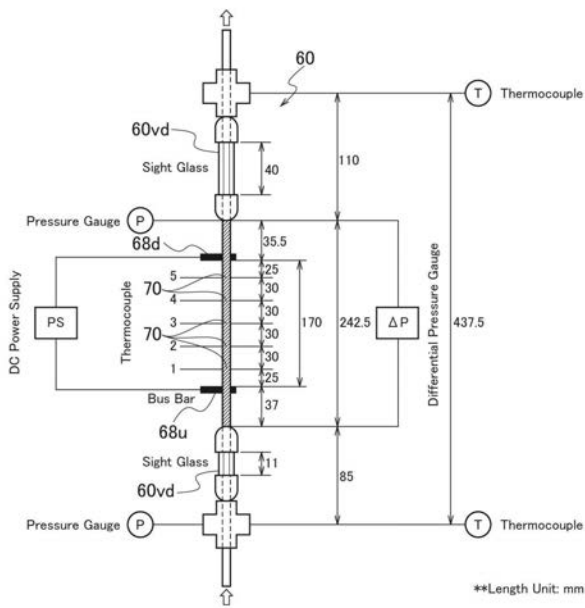 60
T Thermocouple
60vd
Sight Glass
40
110
Pressure Gauge P
35.5
68d
25
5
30
70
4
30
3
170
242.5
437.5
30
70
2
30
1
25
37
DC Power Supply
PS
Thermocouple
ΔP
Differential Pressure Gauge
Bus Bar
68u
Sight Glass
11
85
60vd
Pressure Gauge P
T Thermocouple
**Length Unit: mm